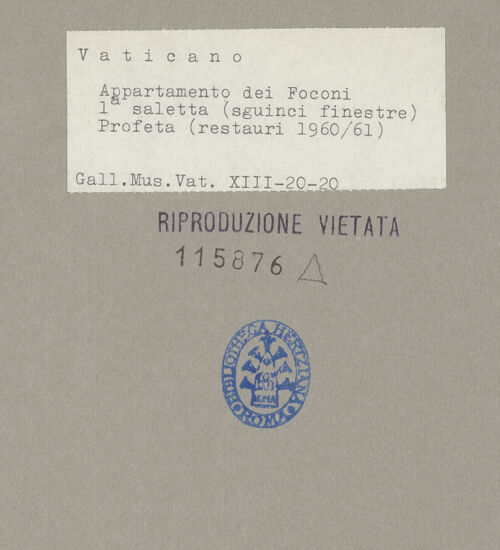 Vaticano
Appartamento dei Foconi
1ª saletta (sguinci finestre)
Profeta (restauri 1960/61)
Gall.Mus.Vat. XIII-20-20
RIPRODUZIONE VIETATA
115876
BIBLIOTHECA HERTZIANA
ROMA